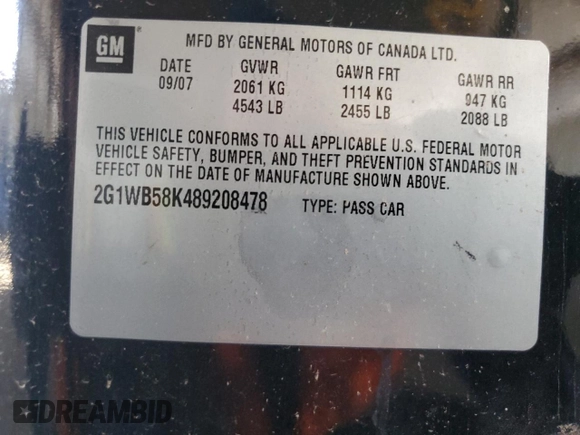 GM
MFD BY GENERAL MOTORS OF CANADA LTD.
DATE GVWR GAWR FRT GAWR RR
09/07 2061 KG 1114 KG 947 KG
4543 LB 2455 LB 2088 LB
THIS VEHICLE CONFORMS TO ALL APPLICABLE U.S. FEDERAL MOTOR
VEHICLE SAFETY, BUMPER, AND THEFT PREVENTION STANDARDS IN
EFFECT ON THE DATE OF MANUFACTURE SHOWN ABOVE.
2G1WB58K489208478 TYPE: PASS CAR
DREAMBID